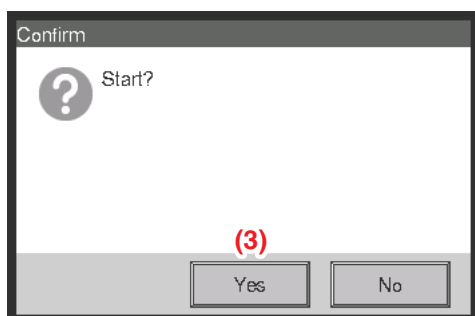 Confirm
Start?
(3)
Yes No